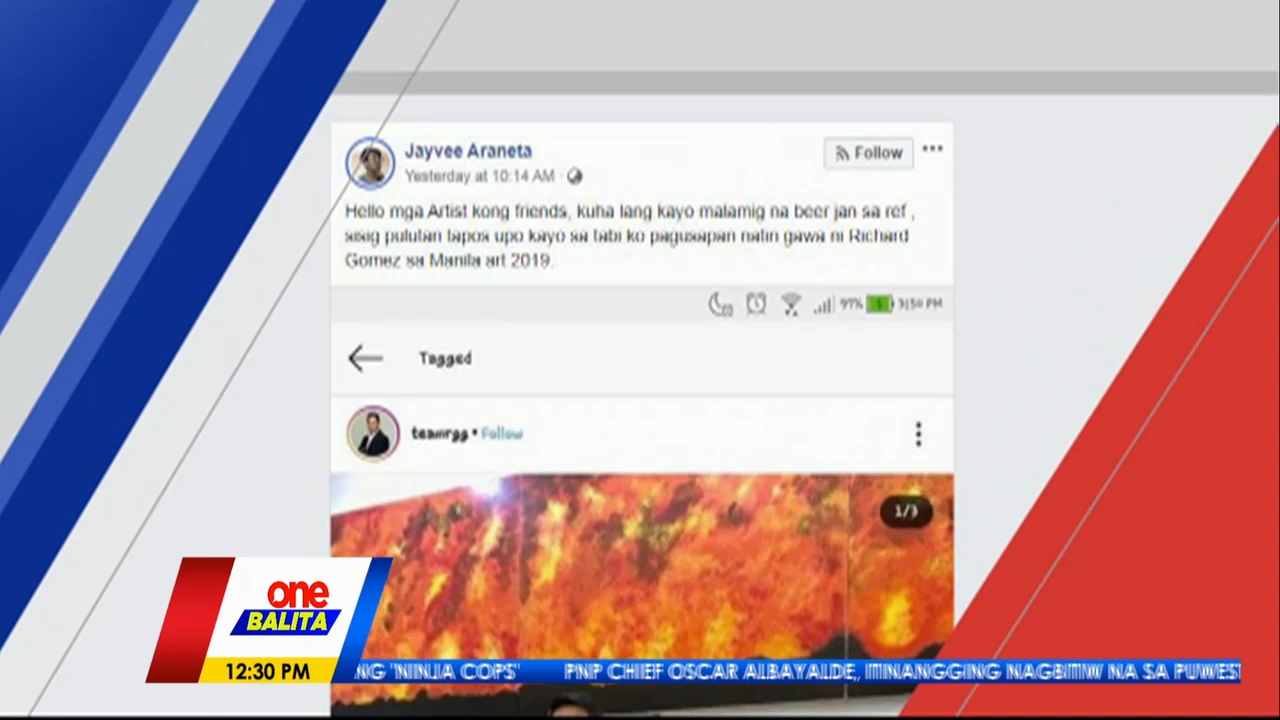 Jayvee Araneta
Follow
Yesterday at 10:14 AM
Hello mga Artist kong friends, kuha lang kayo malamig na beer jan sa ref ,
sisig pulutan tapos upo kayo sa tabi ko pagusapan natin gawa ni Richard
Gomez sa Manila art 2019.
97% 3:50 PM
Tagged
teamrgg • Follow
1/3
one
BALITA
12:30 PM
NG "NINJA COPS" PNP CHIEF OSCAR ALBAYALDE, ITINANGGING NAGBITIW NA SA PUWEST